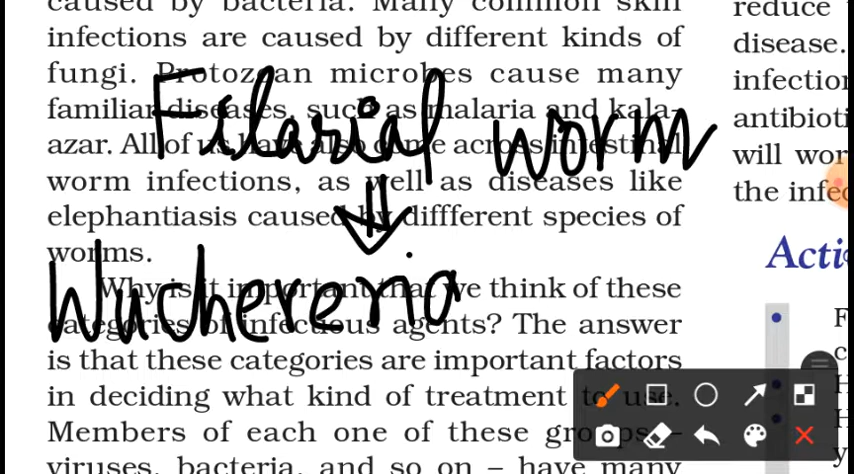 caused by bacteria. Many common skin
infections are caused by different kinds of
fungi. Protozoan microbes cause many
familiar diseases, such as malaria and kala-
azar. All of us have also come across intestinal
worm infections, as well as diseases like
elephantiasis caused by diffferent species of
worms.
Filarial worm
Wuchereria
Why is it important that we think of these
categories of infectious agents? The answer
is that these categories are important factors
in deciding what kind of treatment to use.
Members of each one of these groups –
viruses, bacteria, and so on – have many
reduce
disease.
infection
antibioti
will wor
the infec
Acti